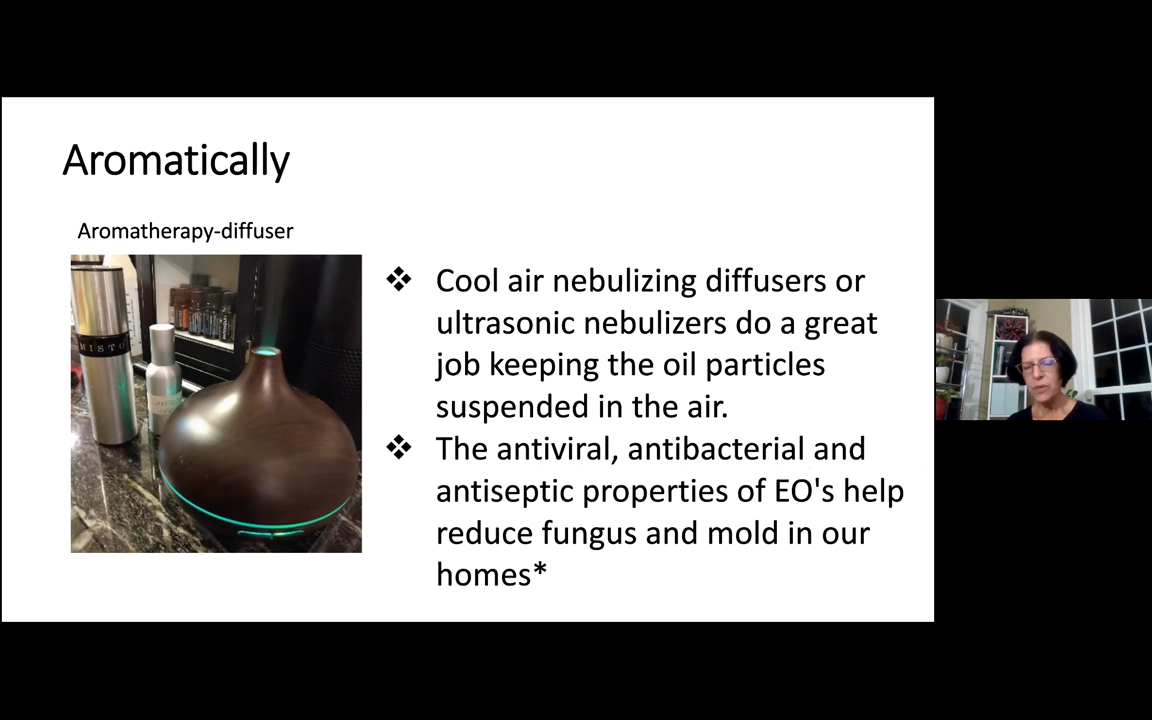 Aromatically
Aromatherapy-diffuser
❖ Cool air nebulizing diffusers or
ultrasonic nebulizers do a great
job keeping the oil particles
suspended in the air.
❖ The antiviral, antibacterial and
antiseptic properties of EO's help
reduce fungus and mold in our
homes*
MISTO